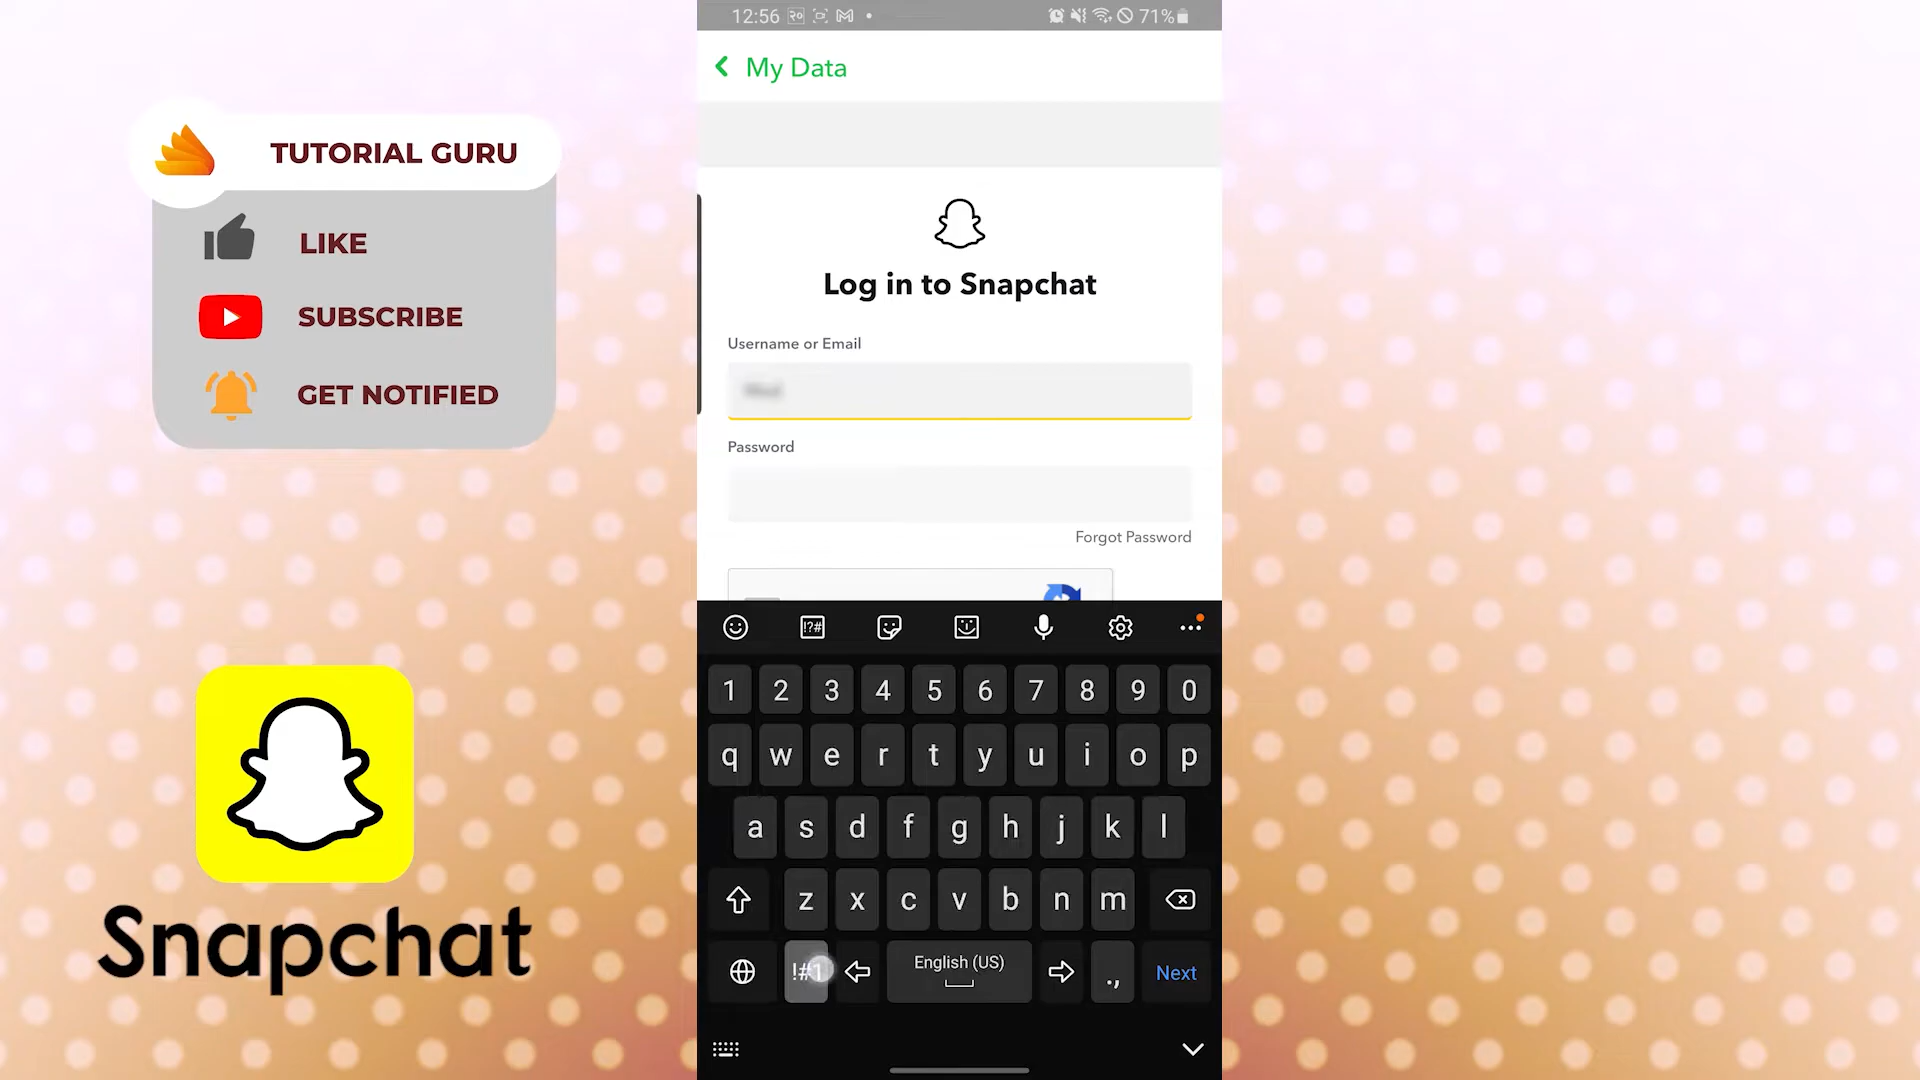 TUTORIAL GURU
LIKE
SUBSCRIBE
GET NOTIFIED
Snapchat
12:56
71%
My Data
Log in to Snapchat
Username or Email
Password
Forgot Password
!?#
1 2 3 4 5 6 7 8 9 0
q w e r t y u i o p
a s d f g h j k l
z x c v b n m
!#1 English (US) ., Next